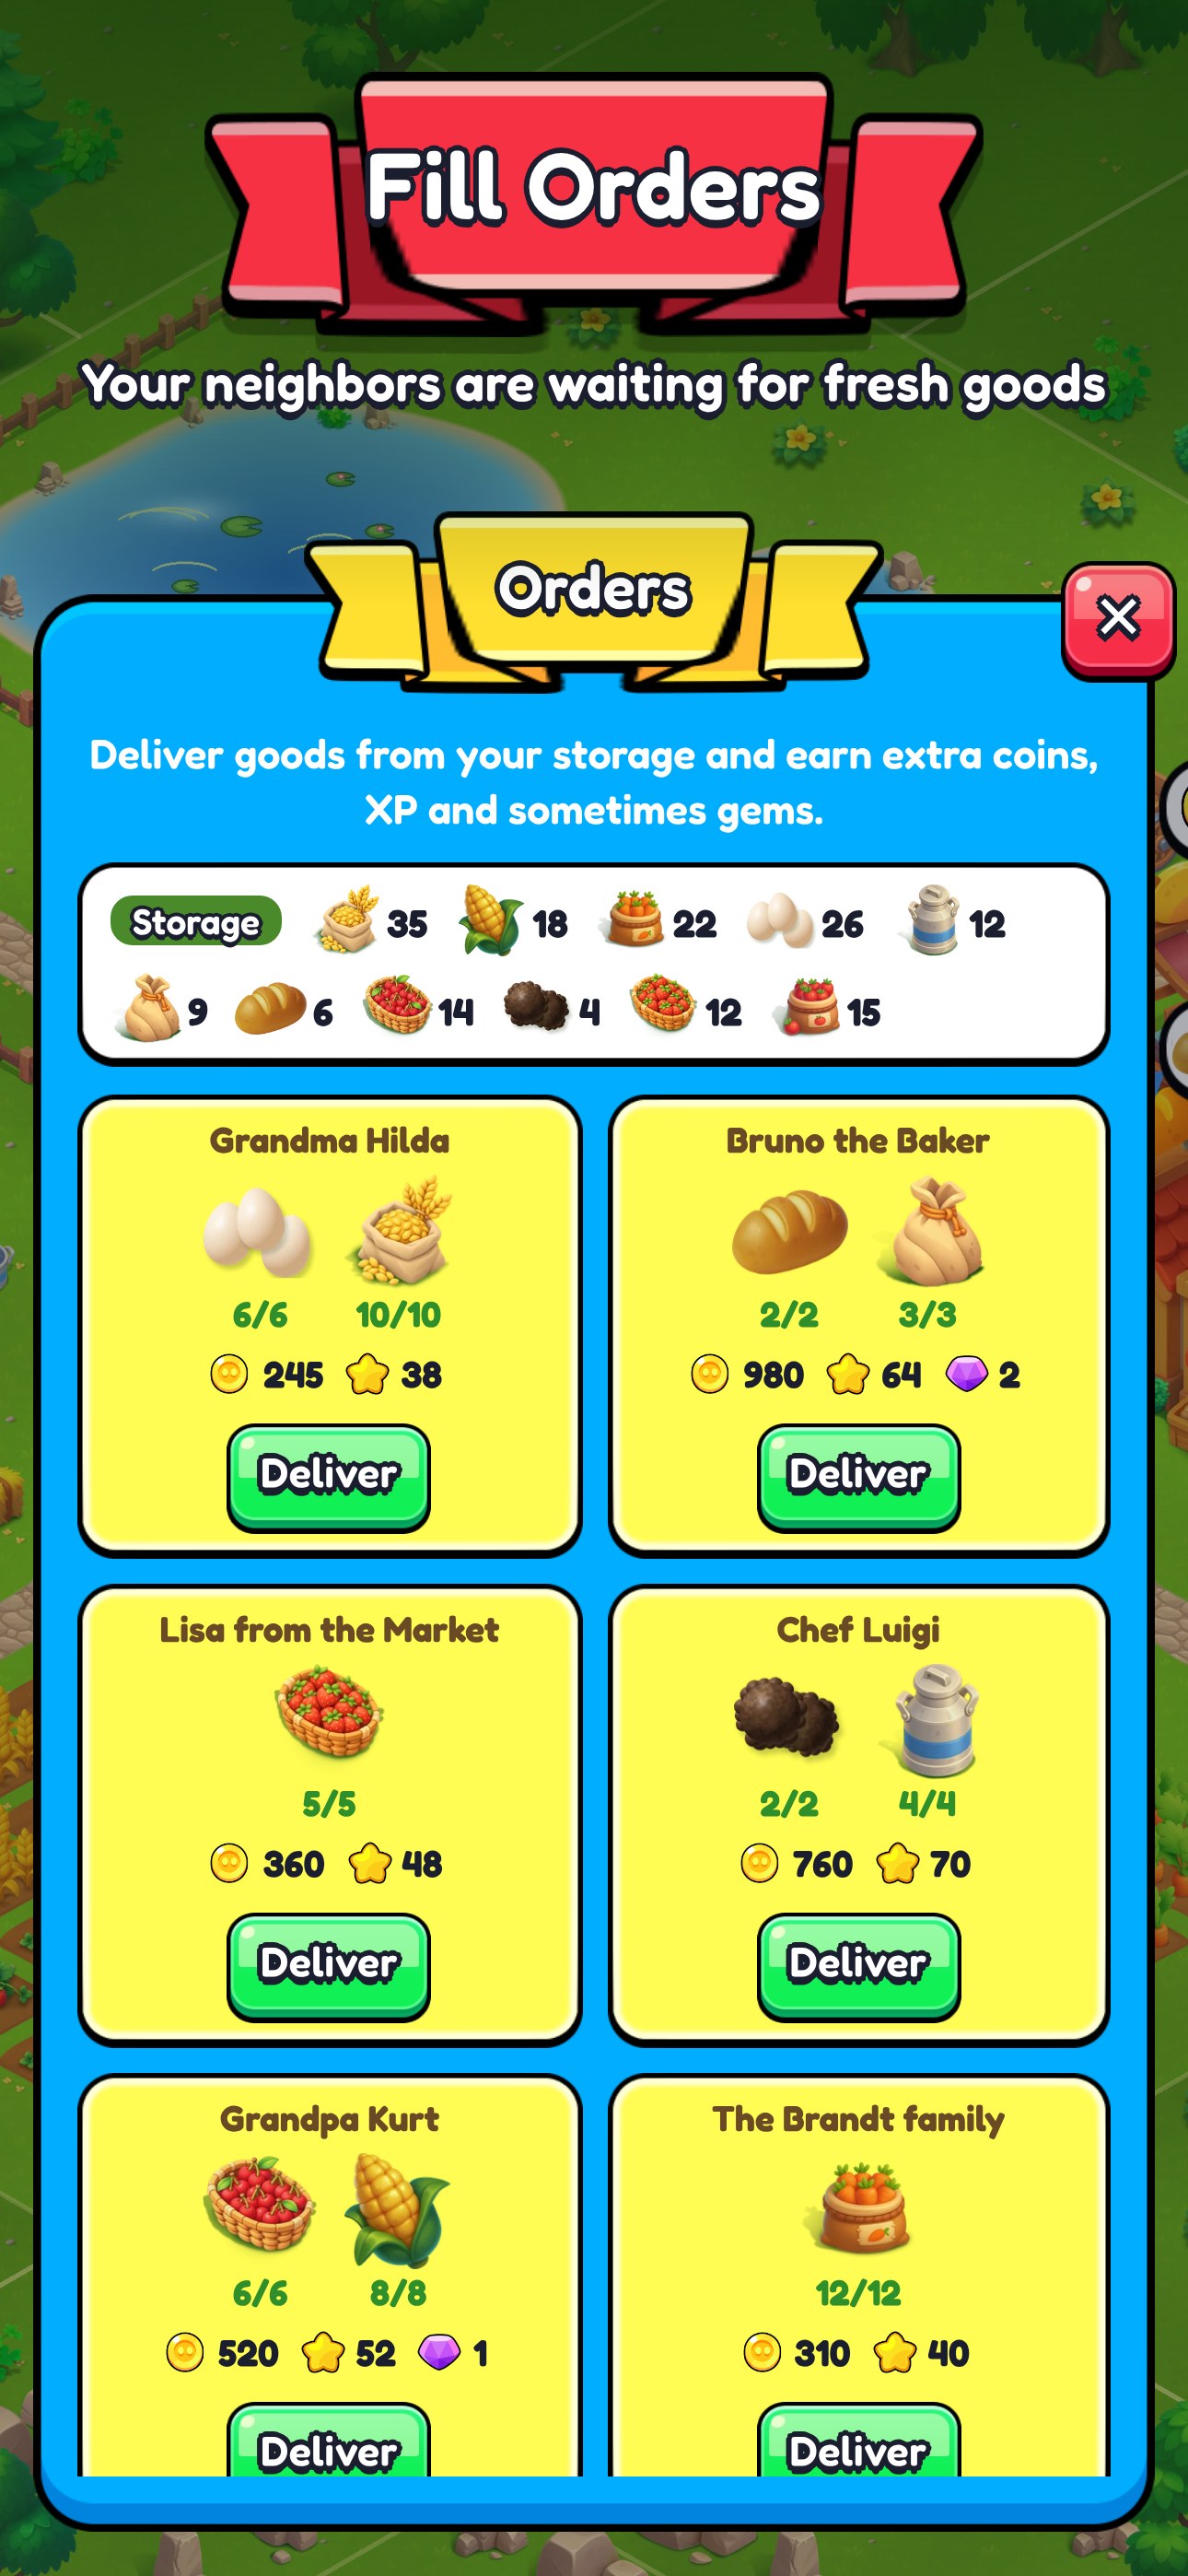 Fill Orders
Your neighbors are waiting for fresh goods
Orders
Deliver goods from your storage and earn extra coins,
XP and sometimes gems.
Storage 35 18 22 26 12
9 6 14 4 12 15
Grandma Hilda
6/6 10/10
245 38
Deliver
Bruno the Baker
2/2 3/3
980 64 2
Deliver
Lisa from the Market
5/5
360 48
Deliver
Chef Luigi
2/2 4/4
760 70
Deliver
Grandpa Kurt
6/6 8/8
520 52 1
Deliver
The Brandt family
12/12
310 40
Deliver